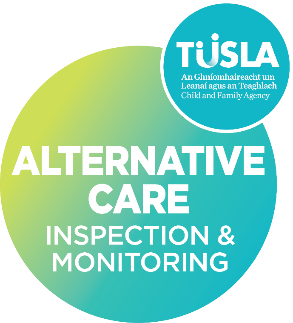 TUSLA
An Ghníomhaireacht um
Leanaí agus an Teaghlach
Child and Family Agency
ALTERNATIVE
CARE
INSPECTION &
MONITORING